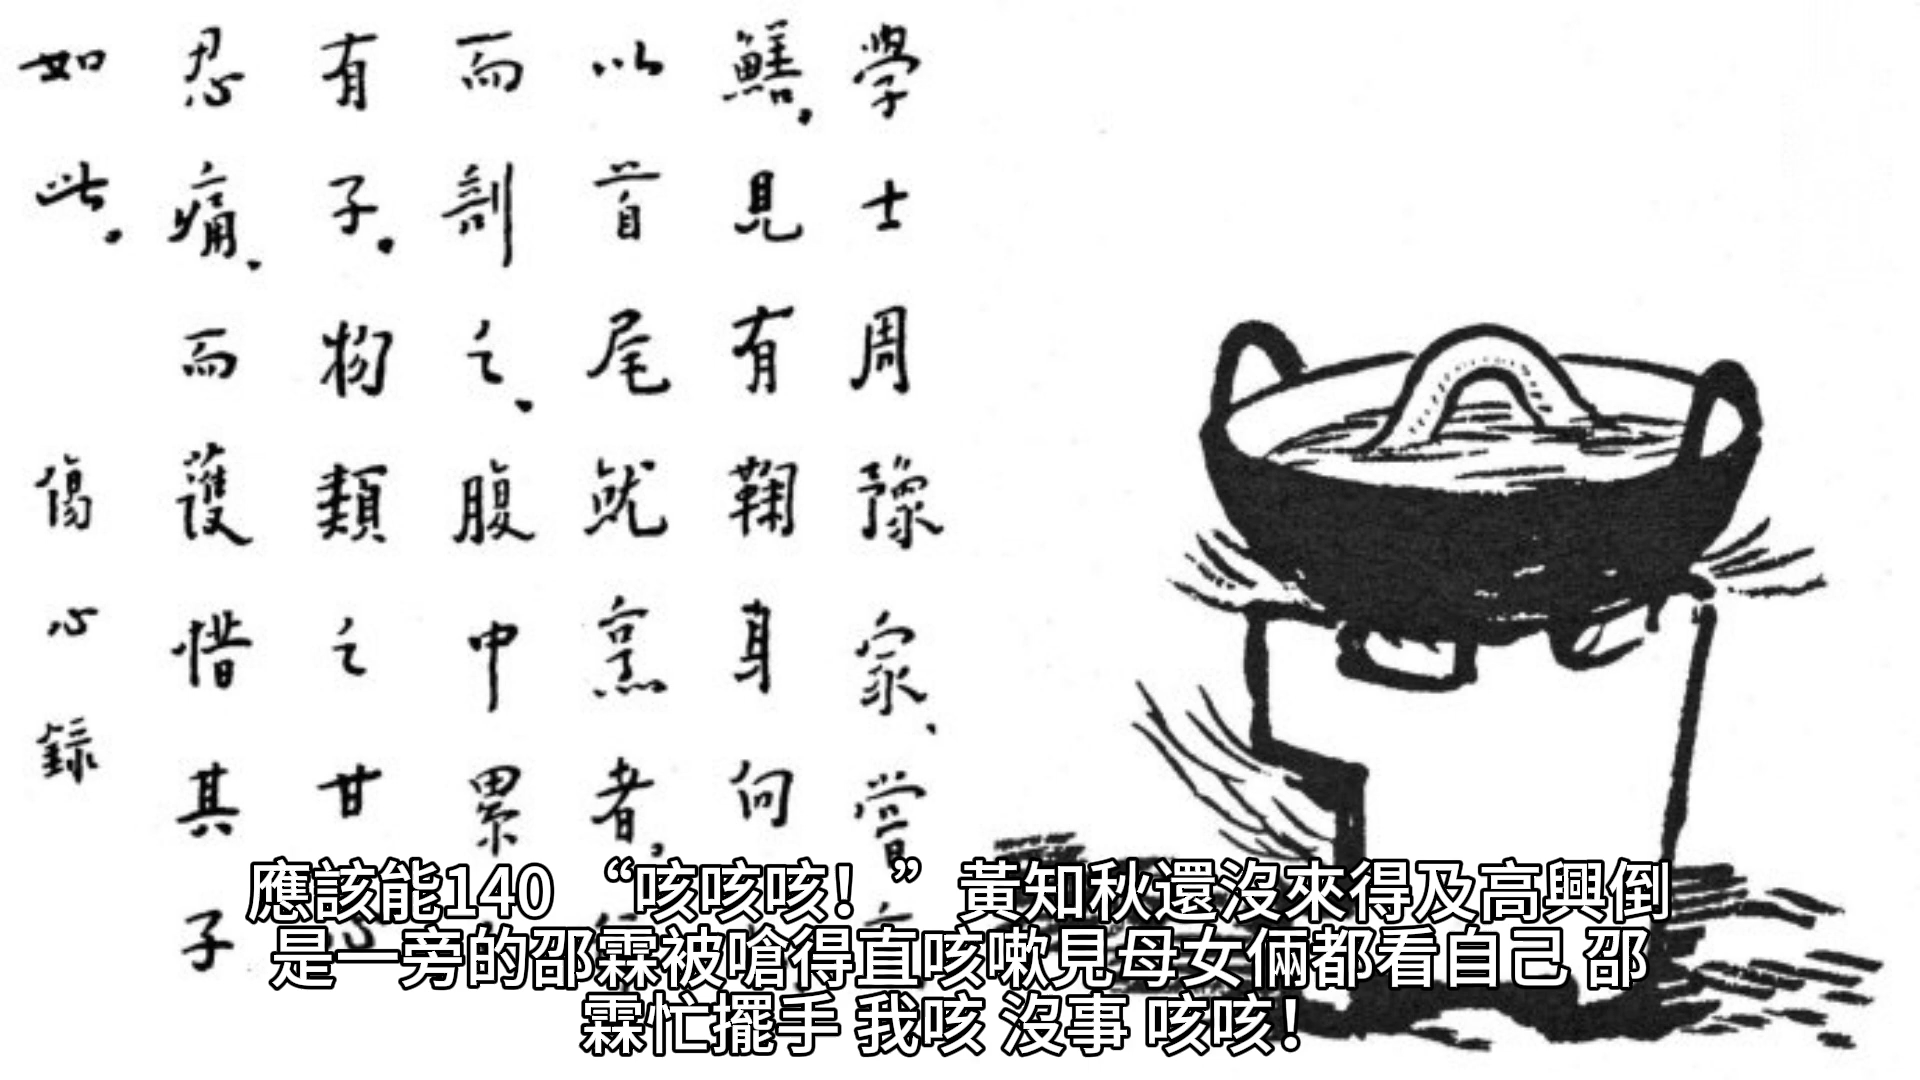 學士周豫家、嘗
鱔。見有鞠身向
以首尾就烹者，
而剖之、腹中累
有子。物類之甘心
忍痛.而護惜其子
如此。 傷心錄
應該能140 “咳咳咳！” 黃知秋還沒來得及高興倒
是一旁的邵霖被嗆得直咳嗽見母女倆都看自己 邵
霖忙擺手 我咳 沒事 咳咳！